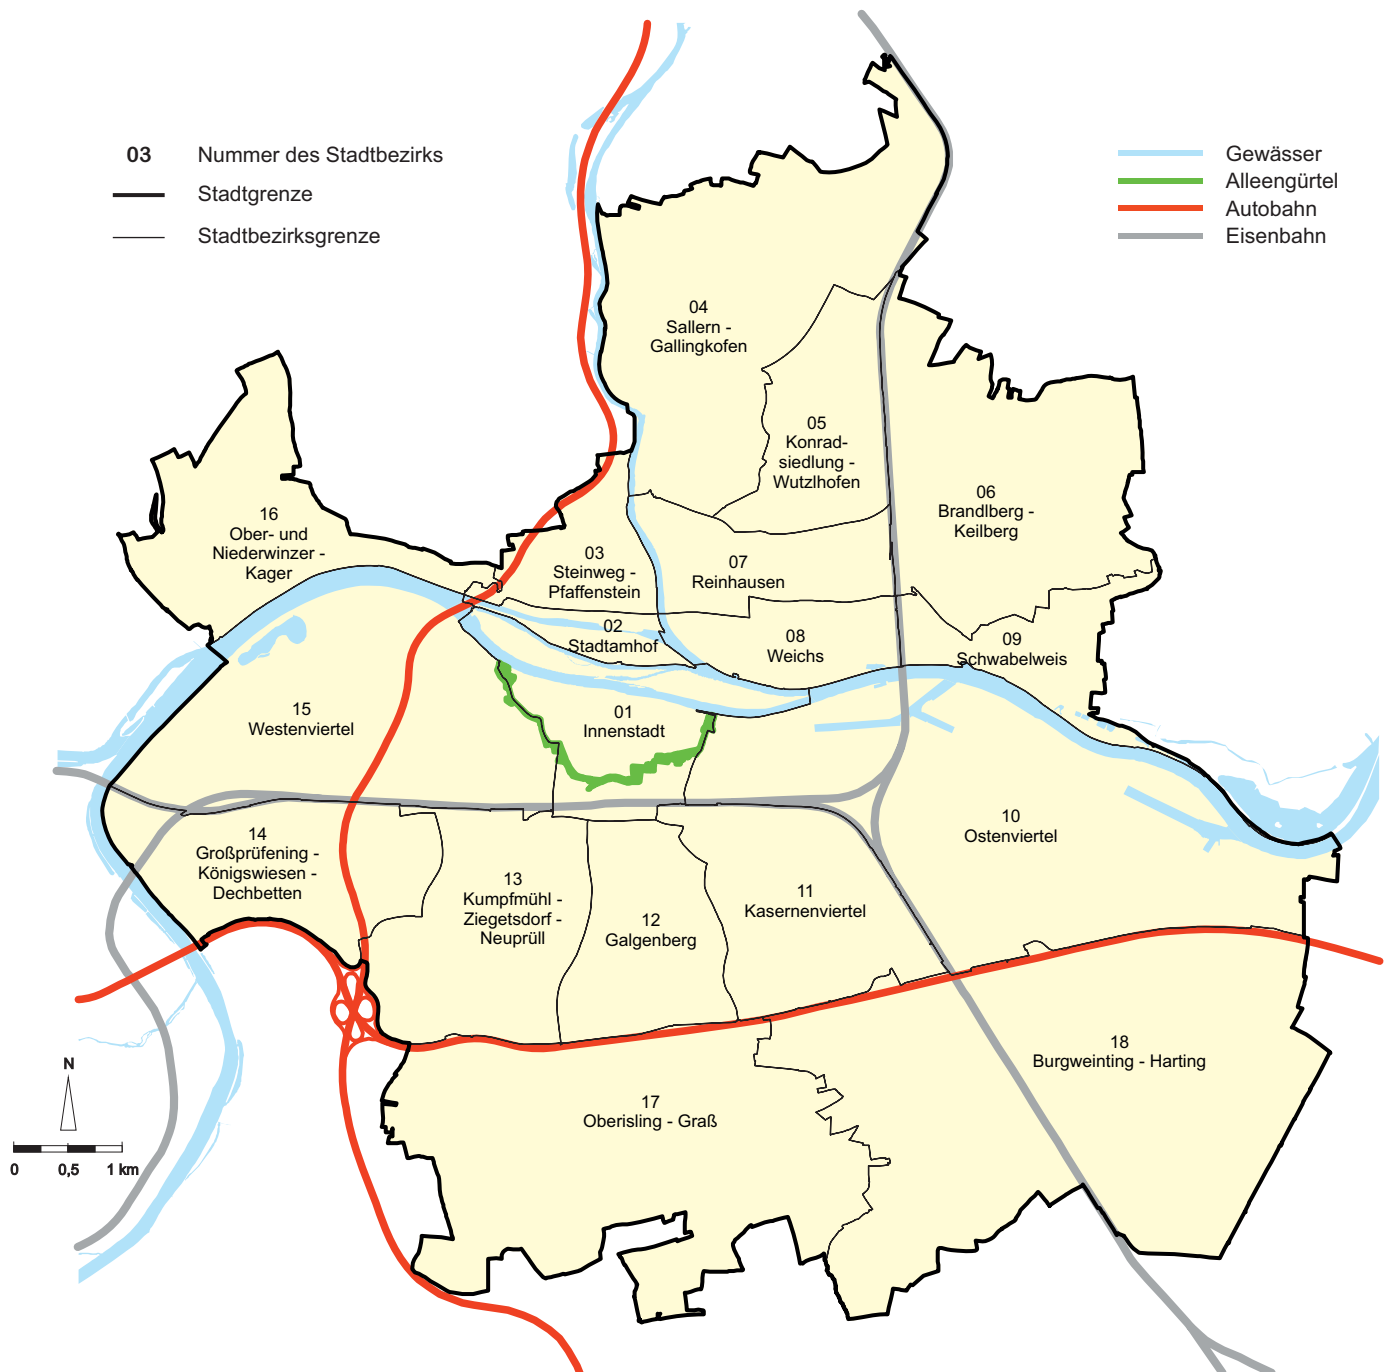 03 Nummer des Stadtbezirks
Stadtgrenze
Stadtbezirksgrenze
Gewässer
Alleengürtel
Autobahn
Eisenbahn
04
Sallern -
Gallingkofen
05
Konrad-
siedlung -
Wutzlhofen
06
Brandlberg -
Keilberg
16
Ober- und
Niederwinzer -
Kager
03
Steinweg -
Pfaffenstein
07
Reinhausen
02
Stadtamhof
08
Weichs
09
Schwabelweis
15
Westenviertel
01
Innenstadt
10
Ostenviertel
14
Großprüfening -
Königswiesen -
Dechbetten
13
Kumpfmühl -
Ziegetsdorf -
Neuprüll
12
Galgenberg
11
Kasernenviertel
18
Burgweinting - Harting
17
Oberisling - Graß
N
0 0,5 1 km